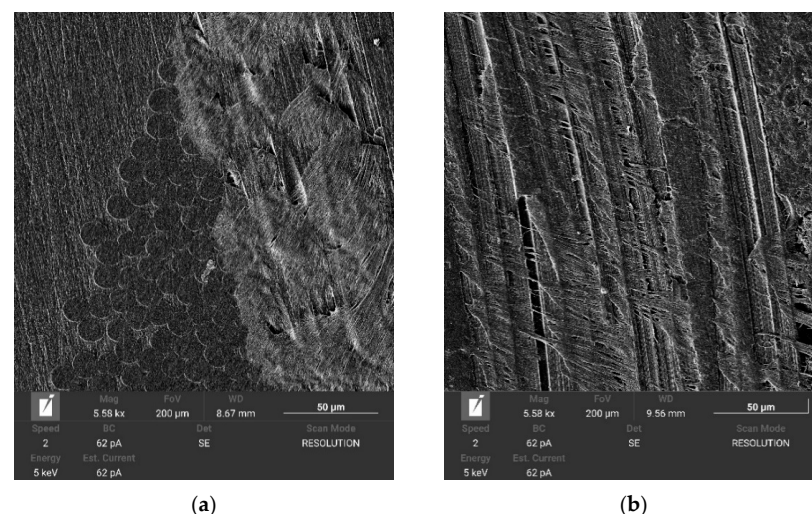 Mag FoV WD
5.58 kx 200 µm 8.67 mm 50 µm
Speed BC Det Scan Mode
2 62 pA SE RESOLUTION
Energy Est. Current
5 keV 62 pA
(a)
Mag FoV WD
5.58 kx 200 µm 9.56 mm 50 µm
Speed BC Det Scan Mode
2 62 pA SE RESOLUTION
Energy Est. Current
5 keV 62 pA
(b)